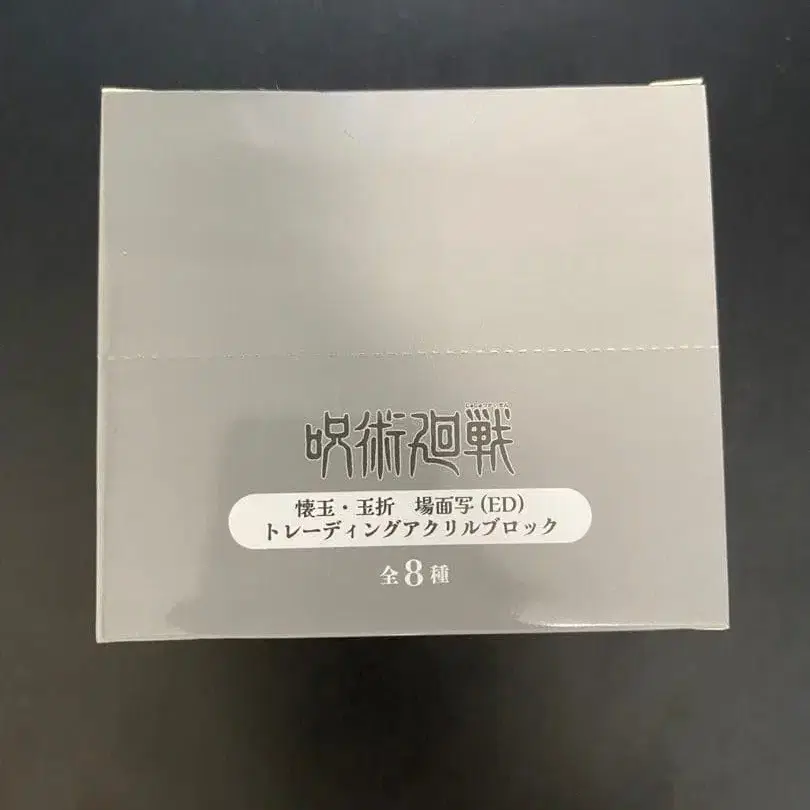 呪術廻戦
懐玉・玉折　場面写(ED)
トレーディングアクリルブロック
全8種